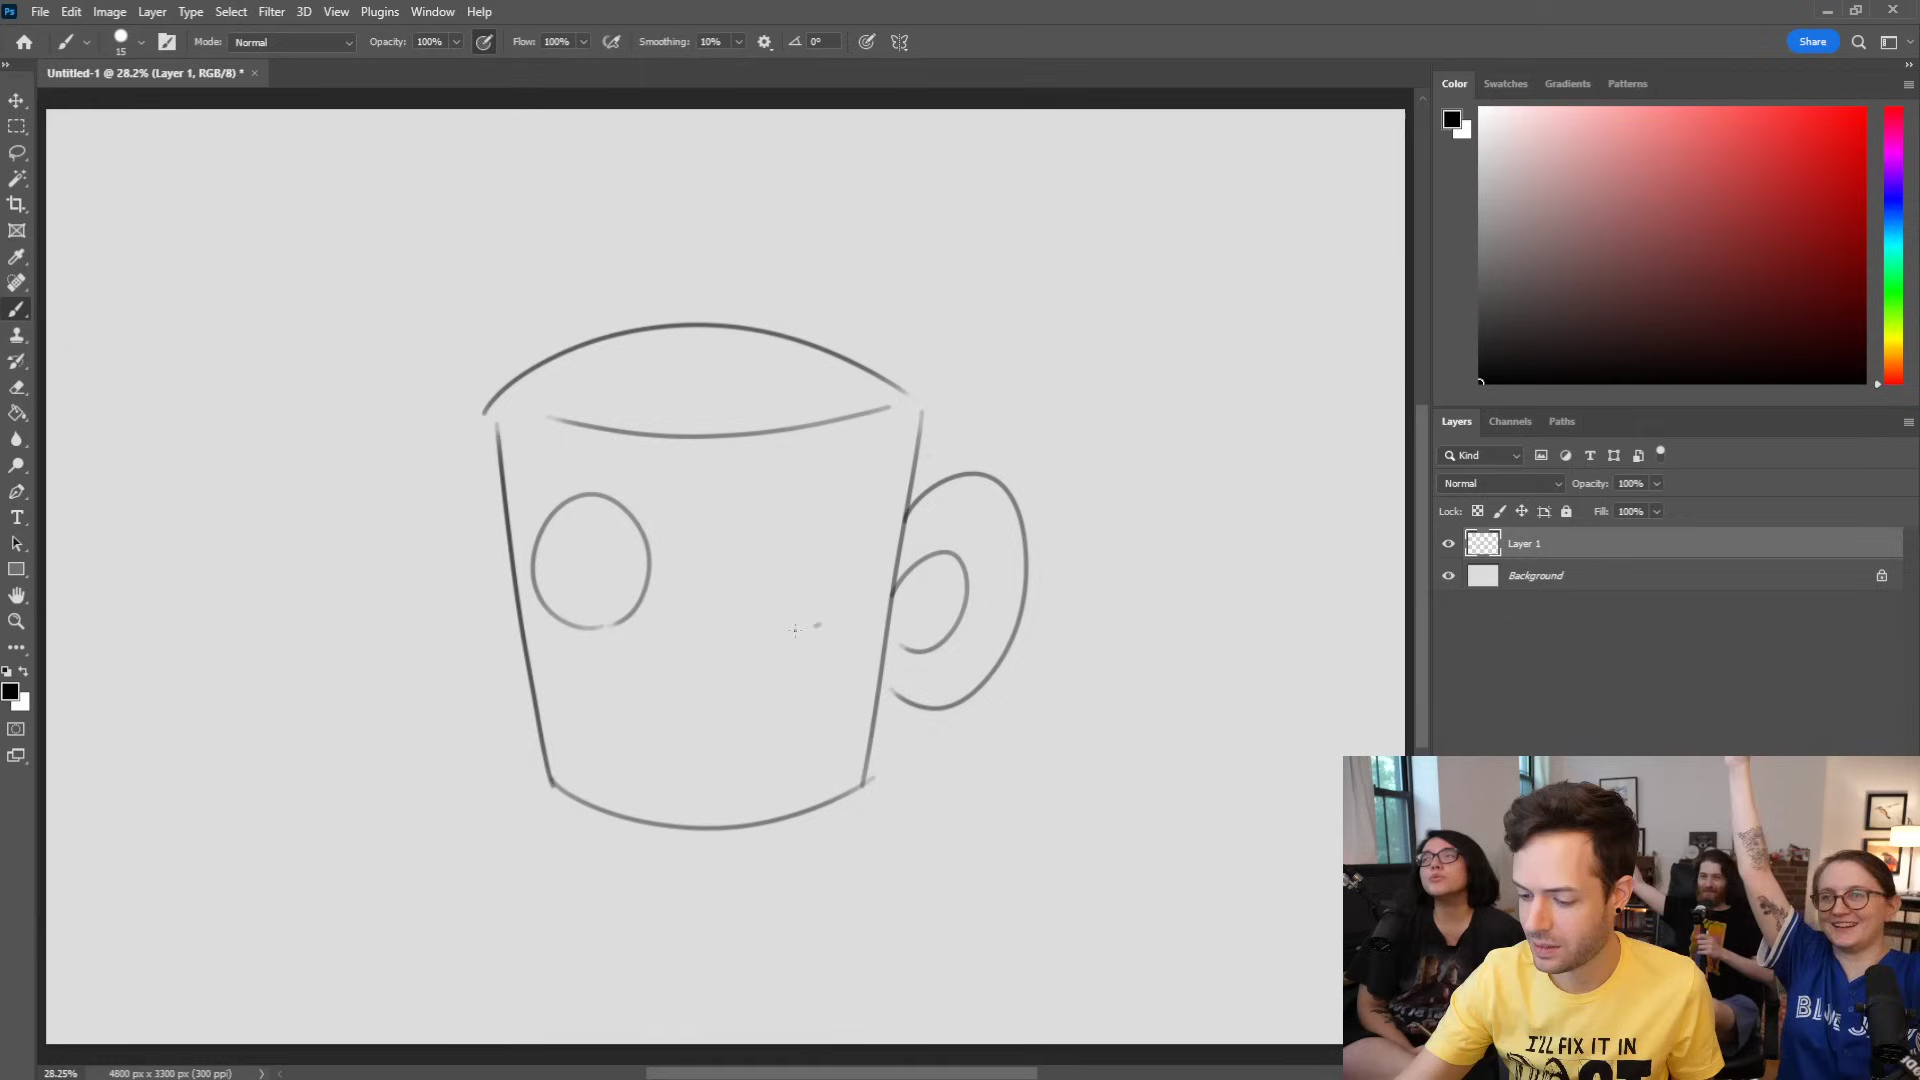 Ps File Edit Image Layer Type Select Filter 3D View Plugins Window Help
15 Mode: Normal Opacity: 100% Flow: 100% Smoothing: 10% 0° Share
Untitled-1 @ 28.2% (Layer 1, RGB/8) *
Color Swatches Gradients Patterns
Layers Channels Paths
Kind
Normal Opacity: 100%
Lock: Fill: 100%
Layer 1
Background
I'LL FIX IT IN
28.25% 4800 px x 3300 px (300 ppi)